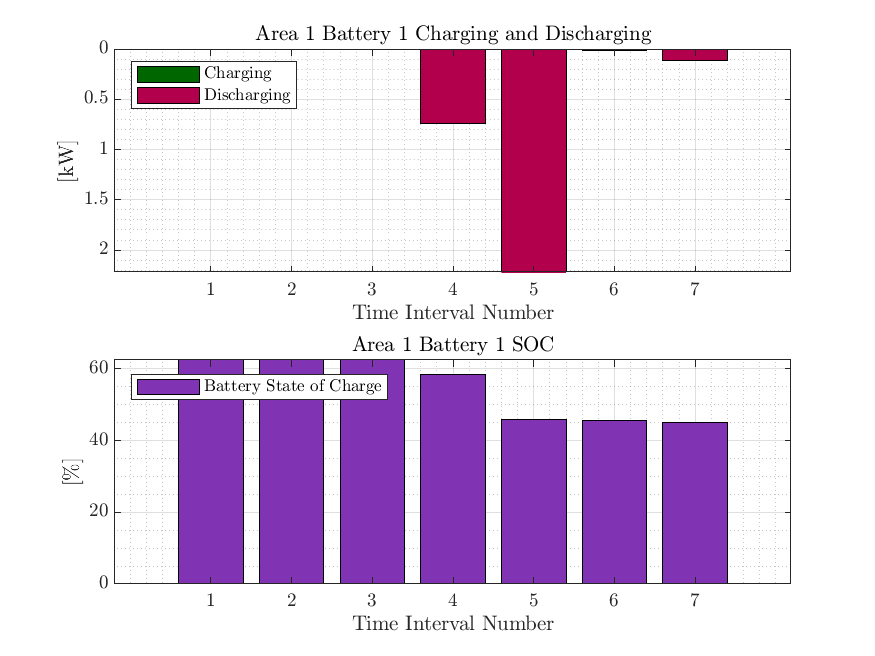 Area 1 Battery 1 Charging and Discharging
0
0.5
1
1.5
2
[kW]
Charging
Discharging
1 2 3 4 5 6 7
Time Interval Number
Area 1 Battery 1 SOC
60
40
20
0
[%]
Battery State of Charge
1 2 3 4 5 6 7
Time Interval Number